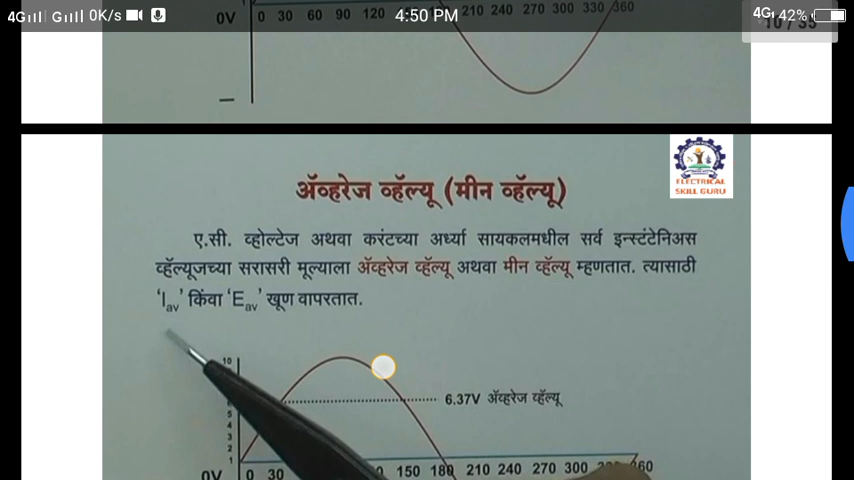 4G G 0K/s 4:50 PM 4G 42%
10 / 35
0V 0 30 60 90 120 180 210 240 270 300 330 360
ELECTRICAL
SKILL GURU
ॲव्हरेज व्हॅल्यू (मीन व्हॅल्यू)
ए.सी. व्होल्टेज अथवा करंटच्या अर्ध्या सायकलमधील सर्व इन्स्टंटेनिअस
व्हॅल्यूजच्या सरासरी मूल्याला ॲव्हरेज व्हॅल्यू अथवा मीन व्हॅल्यू म्हणतात. त्यासाठी
'Iav' किंवा 'Eav' खूण वापरतात.
10
6.37V ॲव्हरेज व्हॅल्यू
5
4
3
2
1
0V 0 30 150 180 210 240 270 300